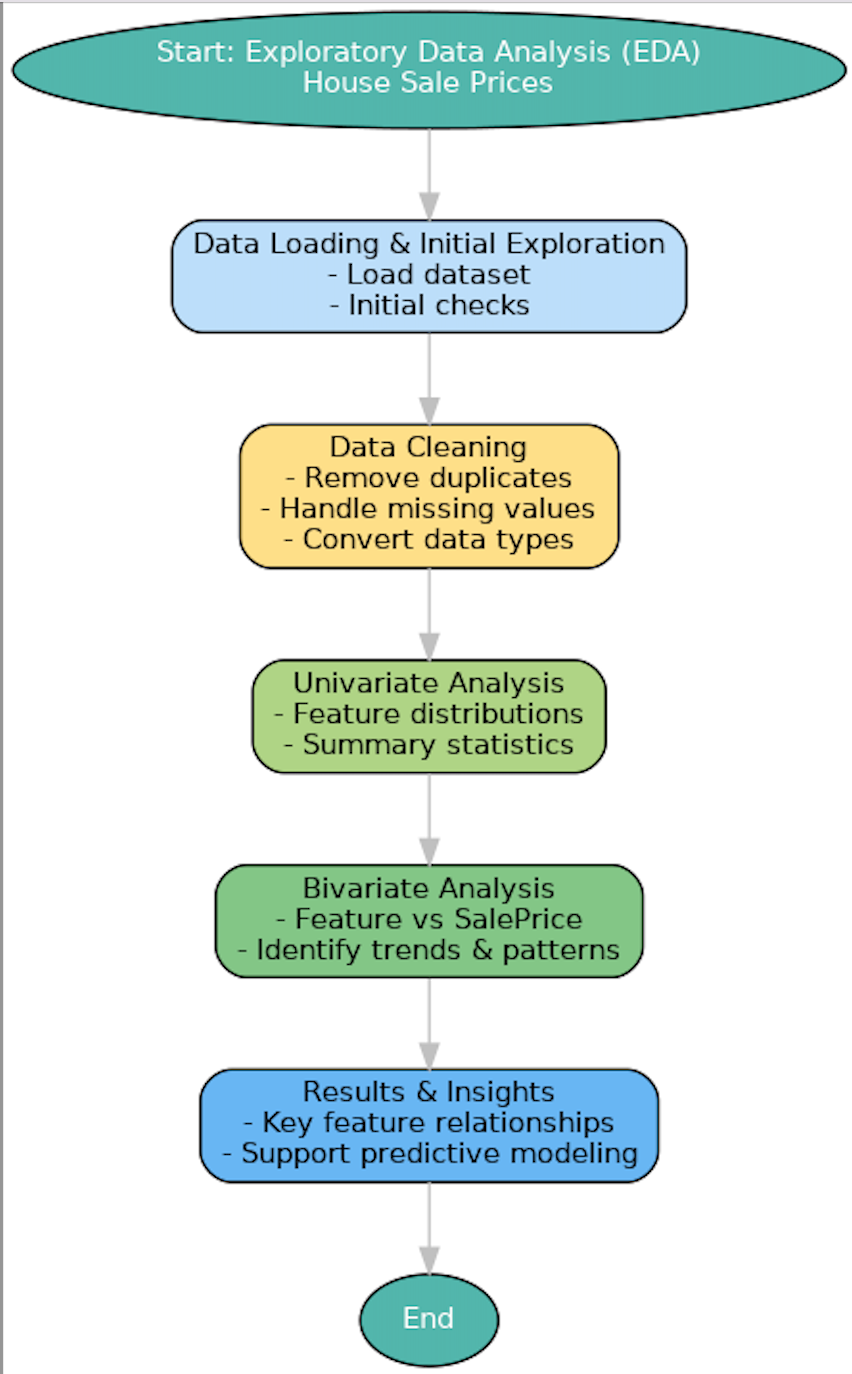 Start: Exploratory Data Analysis (EDA)
House Sale Prices
Data Loading & Initial Exploration
- Load dataset
- Initial checks
Data Cleaning
- Remove duplicates
- Handle missing values
- Convert data types
Univariate Analysis
- Feature distributions
- Summary statistics
Bivariate Analysis
- Feature vs SalePrice
- Identify trends & patterns
Results & Insights
- Key feature relationships
- Support predictive modeling
End